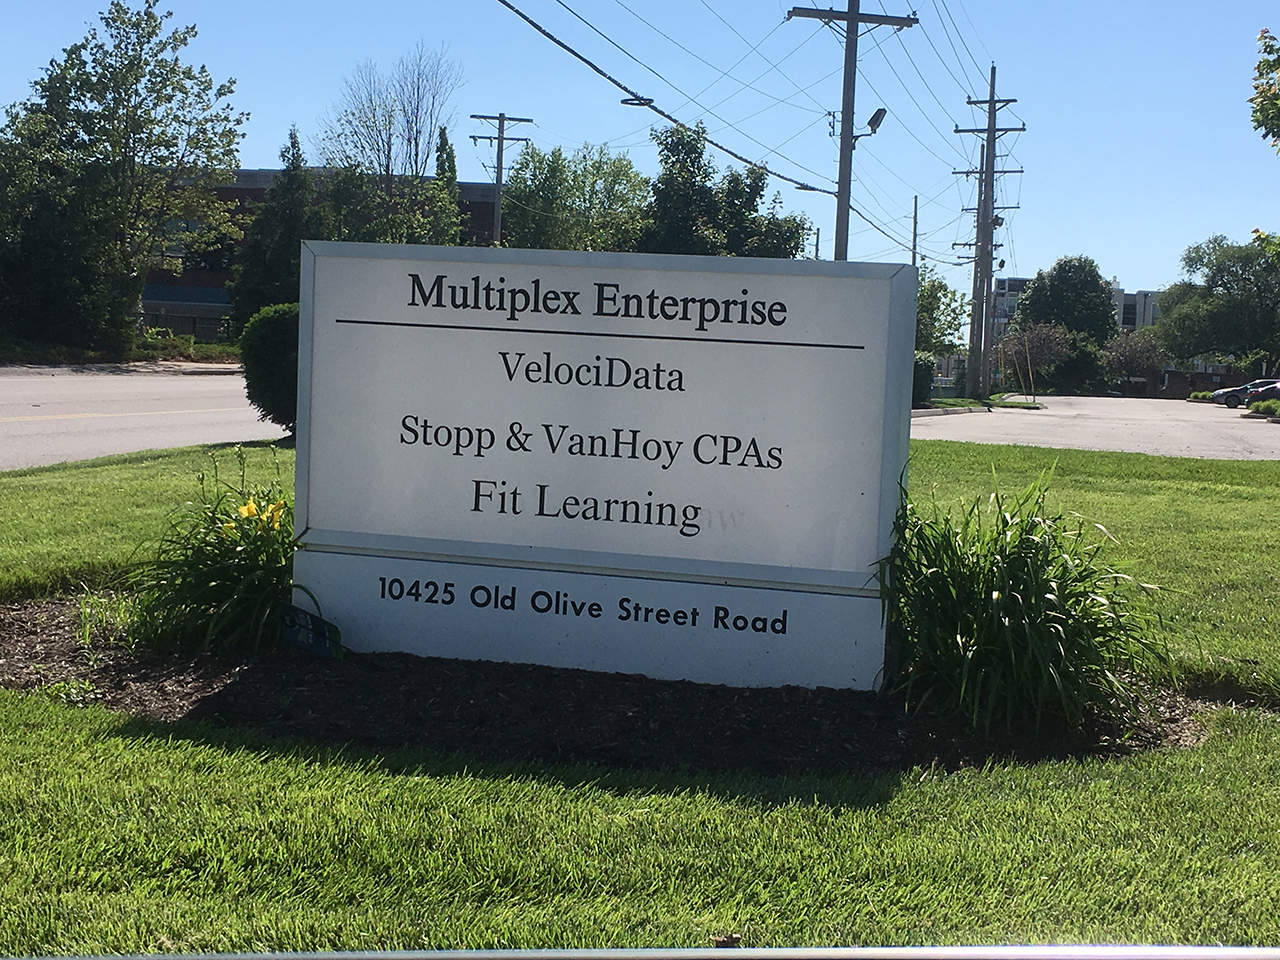 Multiplex Enterprise
VelociData
Stopp & VanHoy CPAs
Fit Learning
10425 Old Olive Street Road